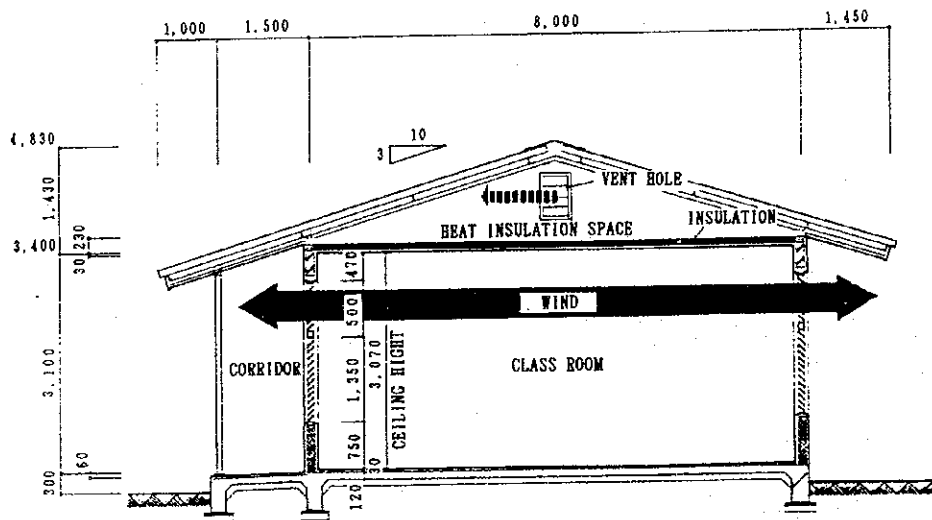 1,000 1.500 8,000 1,450
4,830
10
3
1.430
VENT HOLE
INSULATION
HEAT INSULATION SPACE
230
3,400
30
470
WIND
500
CORRIDOR
CLASS ROOM
3,100
1,350
3,070
CEILING HIGHT
750
60
30
300
120